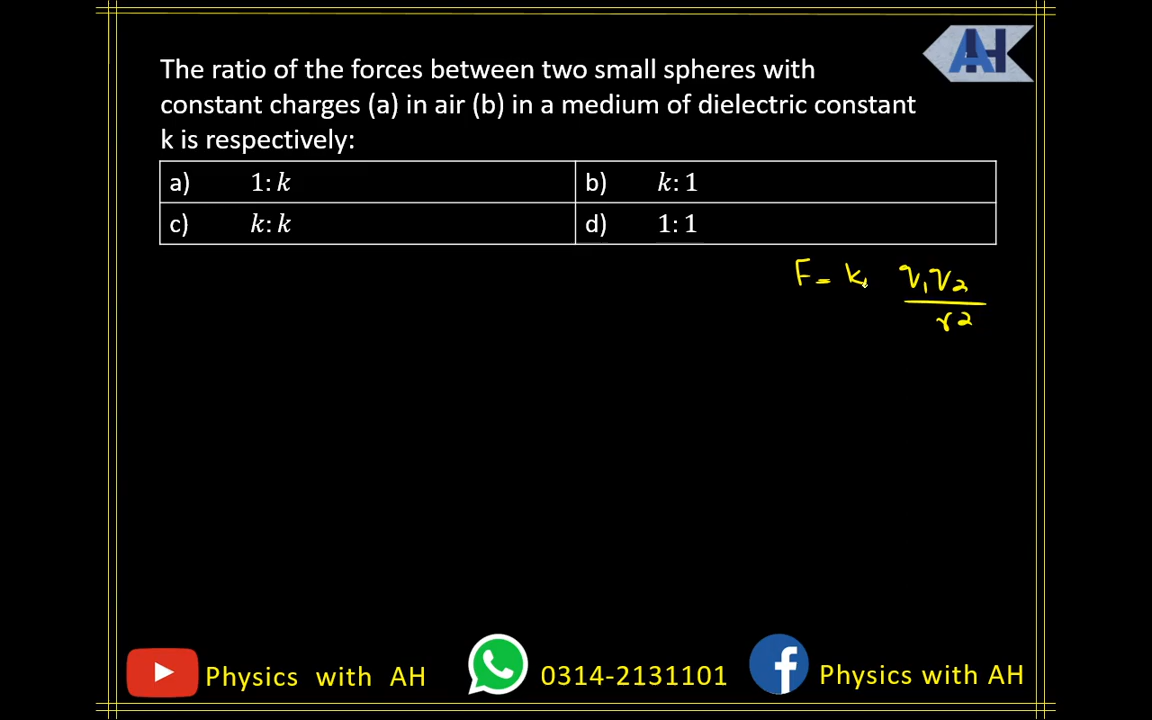 AH
The ratio of the forces between two small spheres with
constant charges (a) in air (b) in a medium of dielectric constant
k is respectively:
a) 1: k b) k: 1
c) k: k d) 1: 1
F = k q1q2
r2
Physics with AH 0314-2131101 Physics with AH